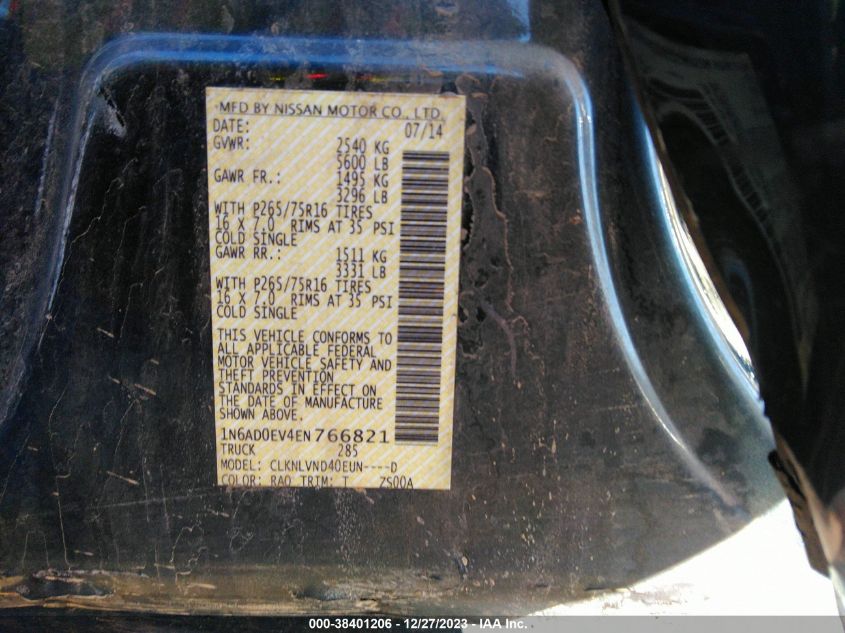 MFD BY NISSAN MOTOR CO., LTD.
DATE: 07/14
GVWR: 2540 KG
5600 LB
GAWR FR.: 1495 KG
3296 LB
WITH P265/75R16 TIRES
16 X 7.0 RIMS AT 35 PSI
COLD SINGLE
GAWR RR.: 1511 KG
3331 LB
WITH P265/75R16 TIRES
16 X 7.0 RIMS AT 35 PSI
COLD SINGLE
THIS VEHICLE CONFORMS TO
ALL APPLICABLE FEDERAL
MOTOR VEHICLE SAFETY AND
THEFT PREVENTION
STANDARDS IN EFFECT ON
THE DATE OF MANUFACTURE
SHOWN ABOVE.
1N6AD0EV4EN766821
TRUCK 285
MODEL: CLKNLVND40EUN----D
COLOR: RAQ TRIM: T ZS00A
000-38401206 - 12/27/2023 - IAA Inc.